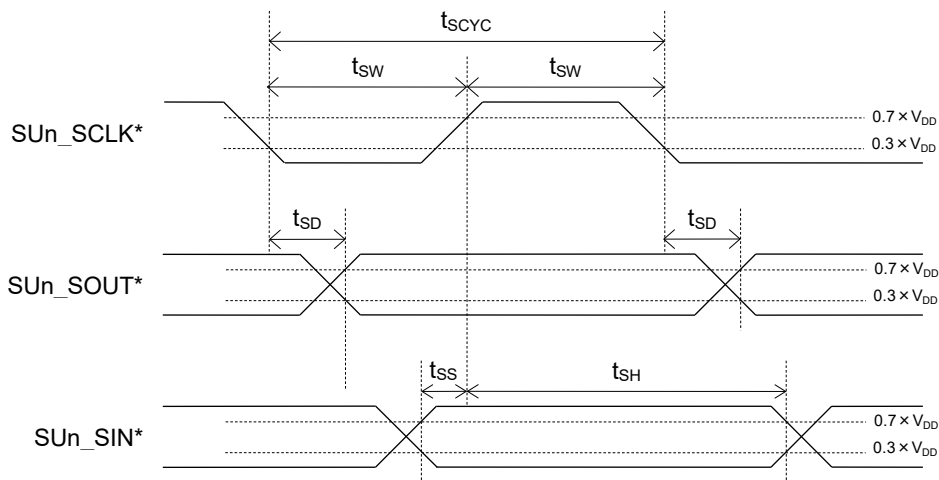 tSCYC
tSW tSW
SUn_SCLK*
0.7 × VDD
0.3 × VDD
tSD tSD
SUn_SOUT*
0.7 × VDD
0.3 × VDD
tSS tSH
SUn_SIN*
0.7 × VDD
0.3 × VDD